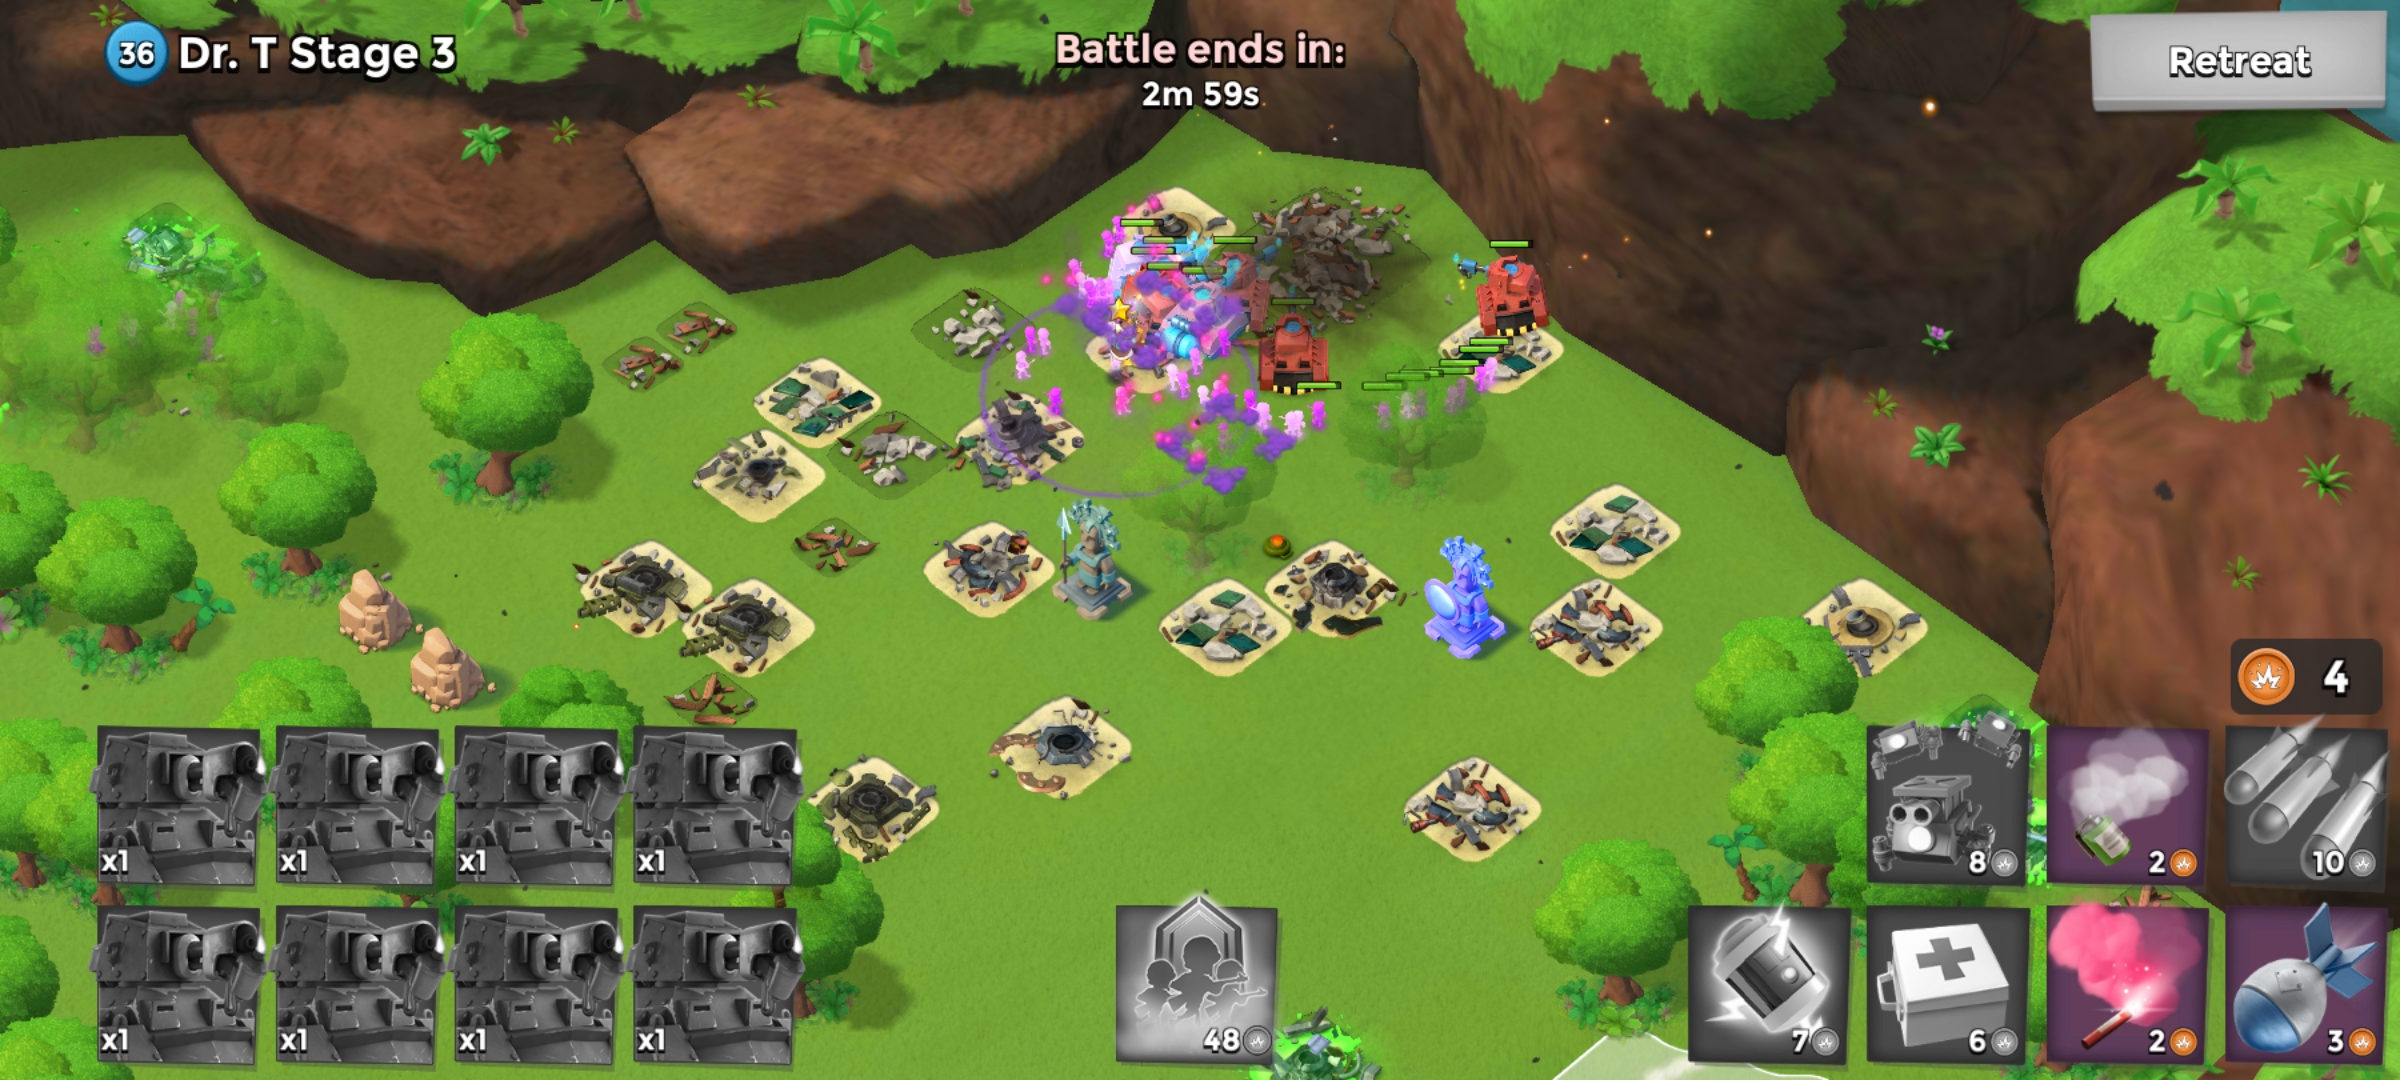 36 Dr. T Stage 3
Battle ends in:
2m 59s
Retreat
4
x1 x1 x1 x1
8 2 10
x1 x1 x1 x1
48
7 6 2 3